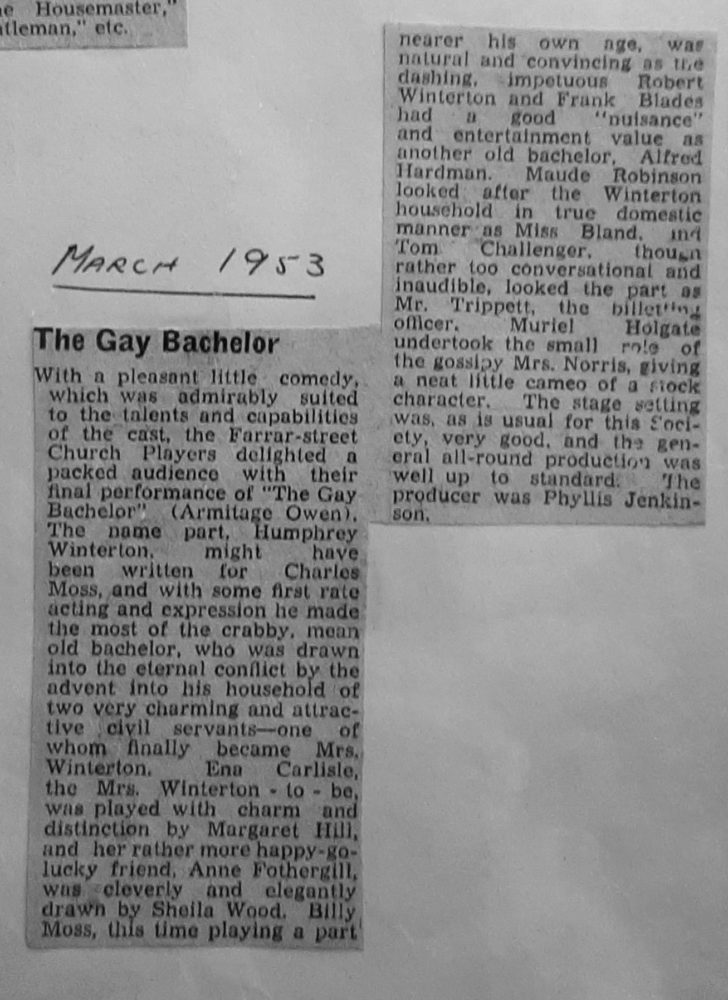 e Housemaster,"
tleman," etc.
MARCH 1953
The Gay Bachelor
With a pleasant little comedy,
which was admirably suited
to the talents and capabilities
of the cast, the Farrar-street
Church Players delighted a
packed audience with their
final performance of "The Gay
Bachelor" (Armitage Owen).
The name part, Humphrey
Winterton, might have
been written for Charles
Moss, and with some first rate
acting and expression he made
the most of the crabby, mean
old bachelor, who was drawn
into the eternal conflict by the
advent into his household of
two very charming and attrac-
tive civil servants—one of
whom finally became Mrs.
Winterton. Ena Carlisle,
the Mrs. Winterton - to - be,
was played with charm and
distinction by Margaret Hill,
and her rather more happy-go-
lucky friend, Anne Fothergill,
was cleverly and elegantly
drawn by Sheila Wood. Billy
Moss, this time playing a part
nearer his own age, was
natural and convincing as the
dashing, impetuous Robert
Winterton and Frank Blades
had a good "nuisance"
and entertainment value as
another old bachelor, Alfred
Hardman. Maude Robinson
looked after the Winterton
household in true domestic
manner as Miss Bland, and
Tom Challenger, though
rather too conversational and
inaudible, looked the part as
Mr. Trippett, the billetting
officer. Muriel Holgate
undertook the small role of
the gossipy Mrs. Norris, giving
a neat little cameo of a stock
character. The stage setting
was, as is usual for this Soci-
ety, very good, and the gen-
eral all-round production was
well up to standard. The
producer was Phyllis Jenkin-
son.